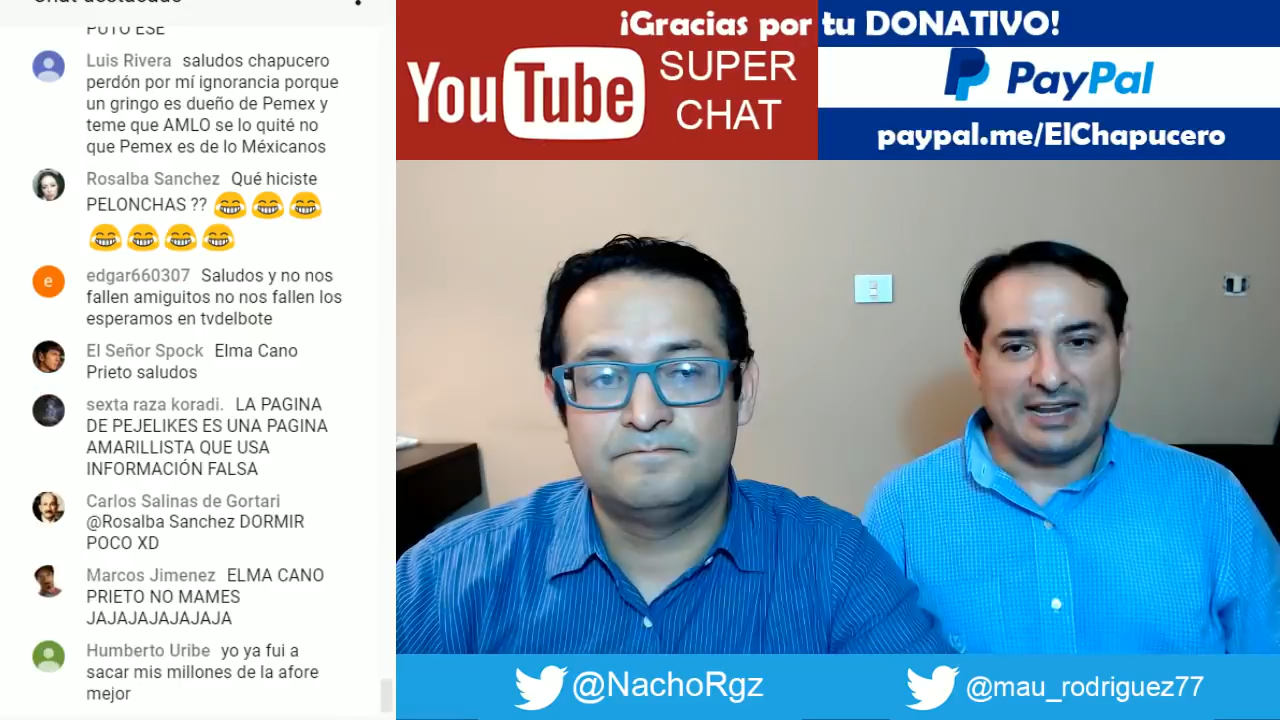 Chat destacado
PUTO ESE
Luis Rivera saludos chapucero
perdón por mí ignorancia porque
un gringo es dueño de Pemex y
teme que AMLO se lo quité no
que Pemex es de lo Méxicanos
Rosalba Sanchez Qué hiciste
PELONCHAS ?? 😂😂😂
😂😂😂😂
e
edgar660307 Saludos y no nos
fallen amiguitos no nos fallen los
esperamos en tvdelbote
El Señor Spock Elma Cano
Prieto saludos
sexta raza koradi. LA PAGINA
DE PEJELIKES ES UNA PAGINA
AMARILLISTA QUE USA
INFORMACIÓN FALSA
Carlos Salinas de Gortari
@Rosalba Sanchez DORMIR
POCO XD
Marcos Jimenez ELMA CANO
PRIETO NO MAMES
JAJAJAJAJAJA
Humberto Uribe yo ya fui a
sacar mis millones de la afore
mejor
¡Gracias por tu DONATIVO!
YouTube
SUPER
CHAT
PayPal
paypal.me/ElChapucero
@NachoRgz
@mau_rodriguez77